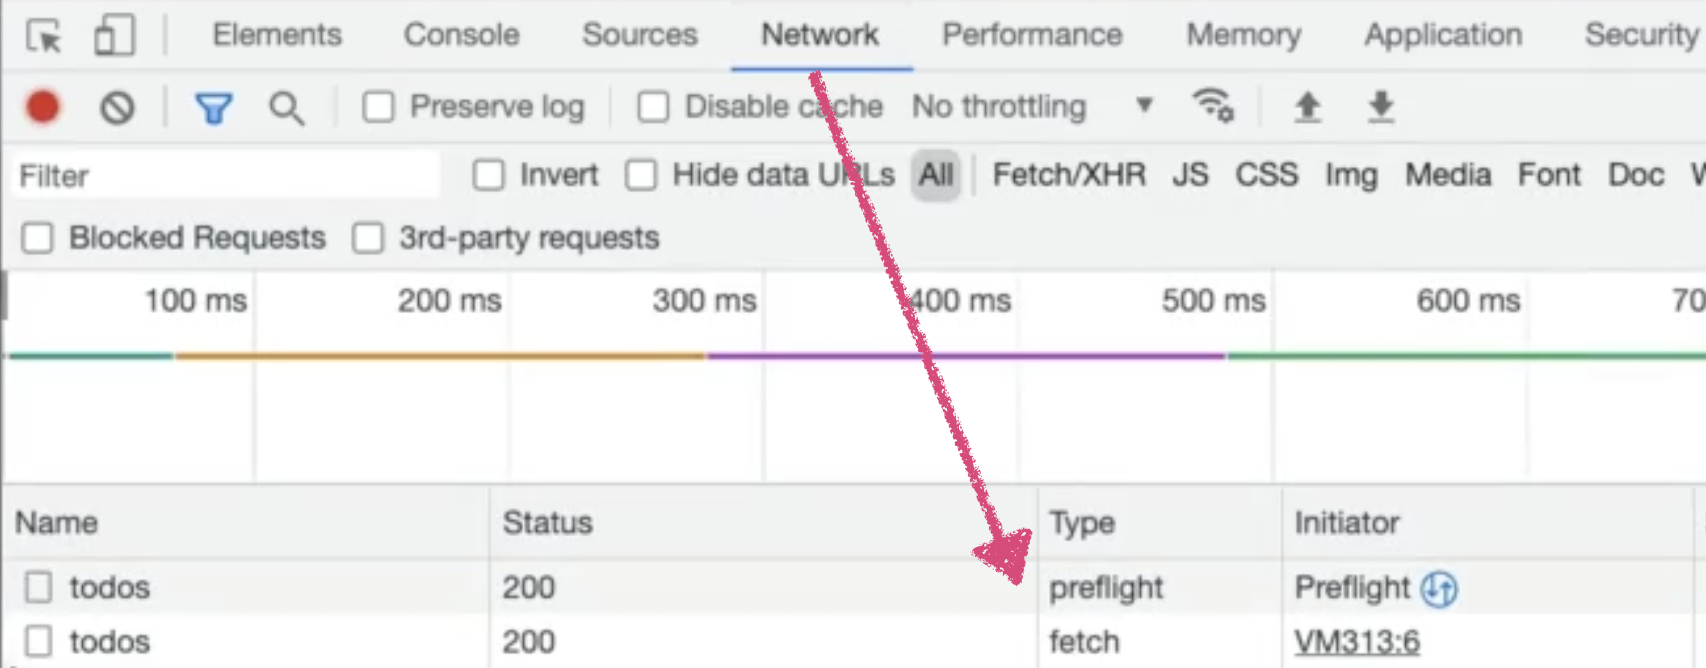 Elements Console Sources Network Performance Memory Application Security
Preserve log Disable cache No throttling
Filter Invert Hide data URLs All Fetch/XHR JS CSS Img Media Font Doc
Blocked Requests 3rd-party requests
100 ms 200 ms 300 ms 400 ms 500 ms 600 ms 70
Name Status Type Initiator
todos 200 preflight Preflight
todos 200 fetch VM313:6